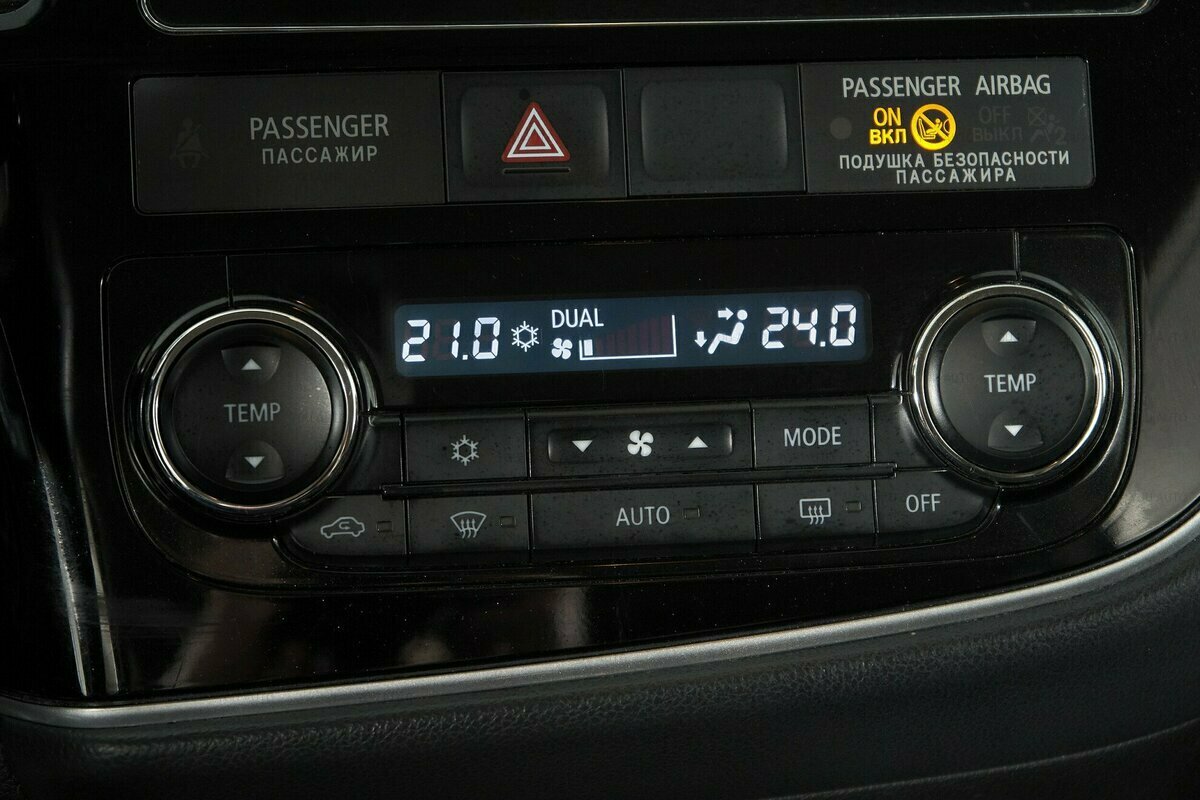 PASSENGER
ПАССАЖИР
PASSENGER AIRBAG
ON OFF
ВКЛ ВЫКЛ
ПОДУШКА БЕЗОПАСНОСТИ
ПАССАЖИРА
21.0 DUAL 24.0
TEMP
TEMP
MODE
AUTO
OFF